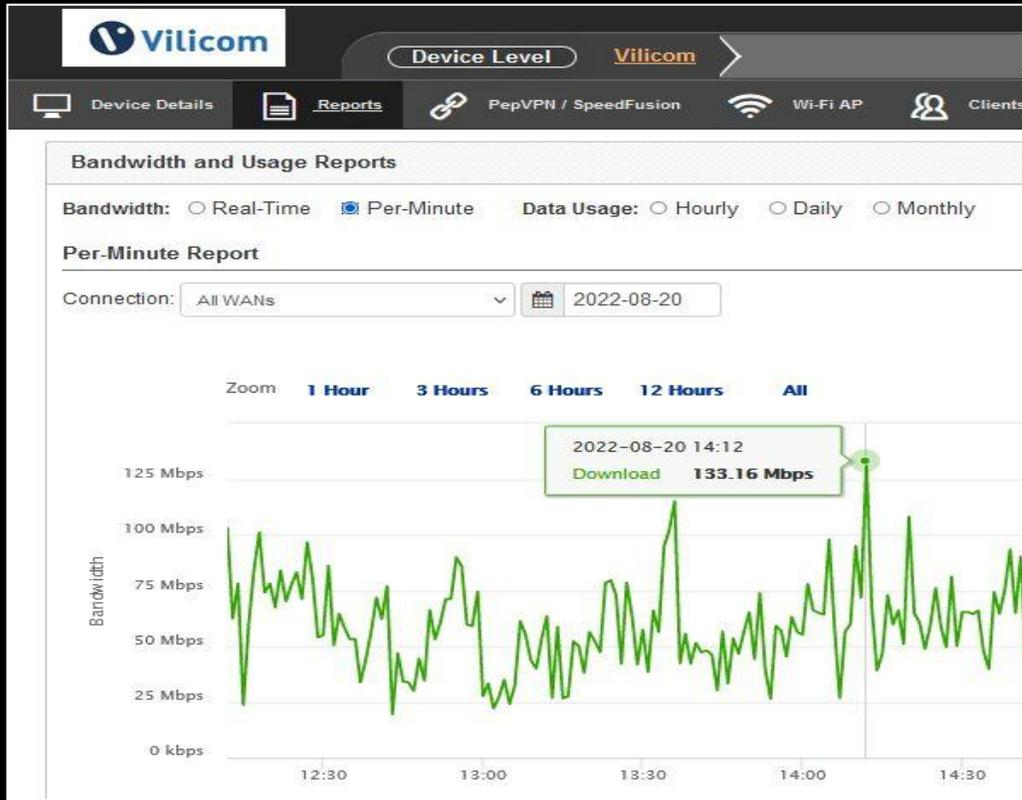 Vilicom
Device Level Vilicom
Device Details Reports PepVPN / SpeedFusion Wi-Fi AP Clients
Bandwidth and Usage Reports
Bandwidth: Real-Time Per-Minute Data Usage: Hourly Daily Monthly
Per-Minute Report
Connection: All WANs 2022-08-20
Zoom 1 Hour 3 Hours 6 Hours 12 Hours All
2022-08-20 14:12
Download 133.16 Mbps
125 Mbps
100 Mbps
75 Mbps
50 Mbps
25 Mbps
0 kbps
Bandwidth
12:30 13:00 13:30 14:00 14:30